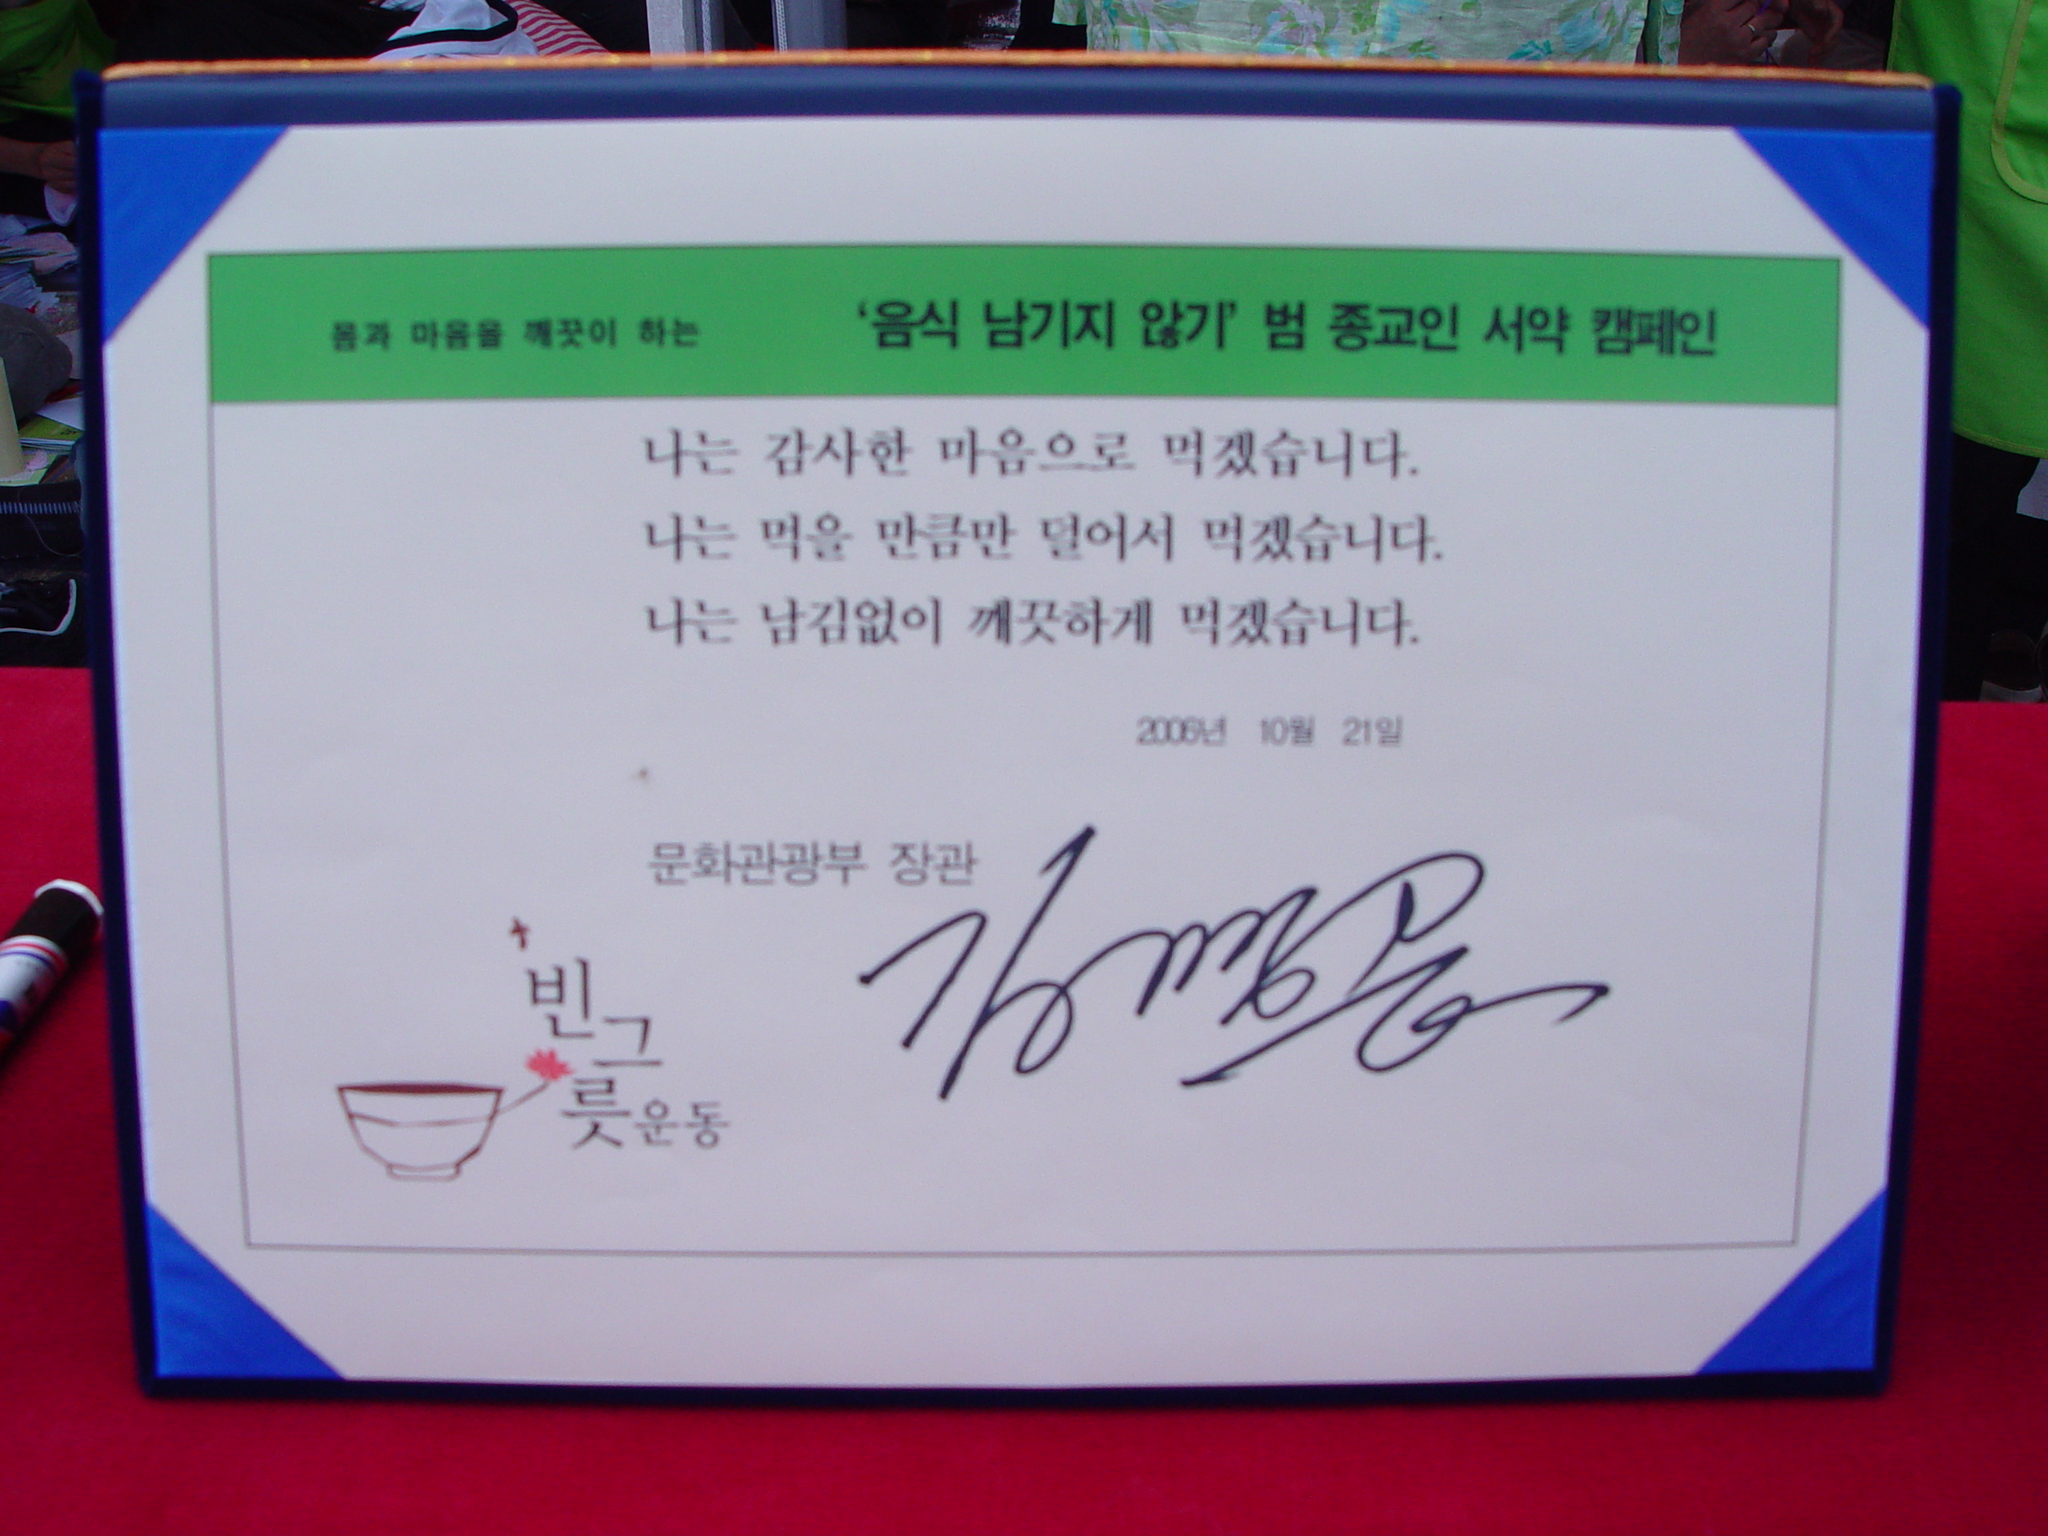 몸과 마음을 깨끗이 하는 '음식 남기지 않기' 범 종교인 서약 캠페인
나는 감사한 마음으로 먹겠습니다.
나는 먹을 만큼만 덜어서 먹겠습니다.
나는 남김없이 깨끗하게 먹겠습니다.
2006년 10월 21일
문화관광부 장관
빈
그
릇 운동